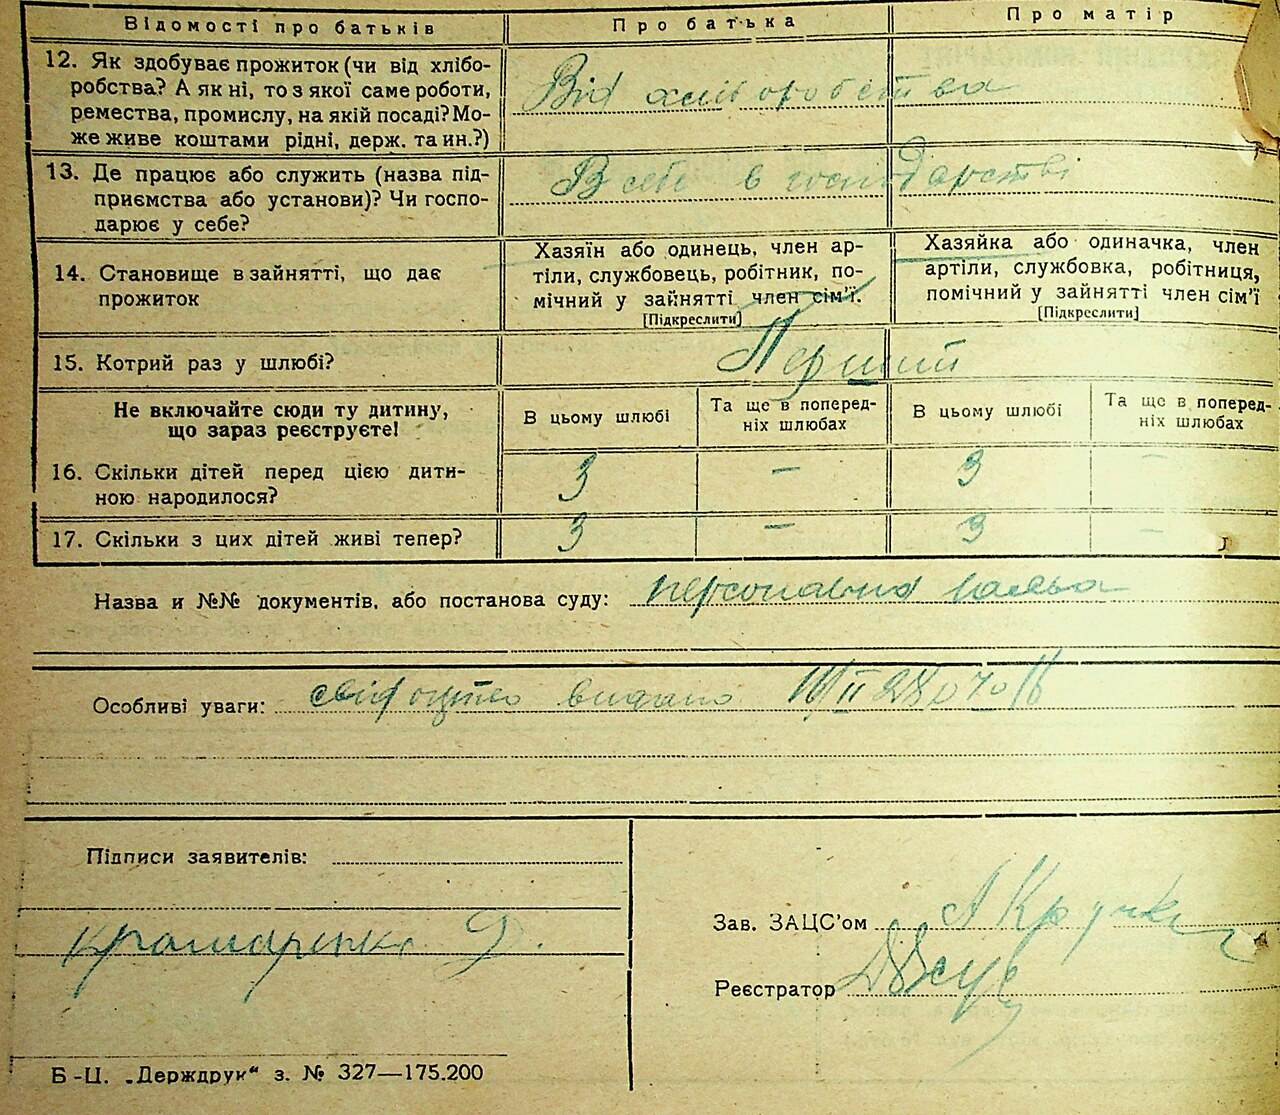 Відомості про батьків
Про батька
Про матір
12. Як здобуває прожиток (чи від хлібо-
робства? А як ні, то з якої саме роботи,
ремества, промислу, на якій посаді? Мо-
же живе коштами рідні, держ. та ин.?)
Від хліборобства
13. Де працює або служить (назва під-
приємства або установи)? Чи госпо-
дарює у себе?
В себе в господарстві
14. Становище в зайнятті, що дає
прожиток
Хазяїн або одинець, член ар-
тіли, службовець, робітник, по-
мічний у зайнятті член сім'ї.
[Підкреслити]
Хазяйка або одиначка, член
артіли, службовка, робітниця,
помічний у зайнятті член сім'ї
[Підкреслити]
15. Котрий раз у шлюбі?
Перший
Не включайте сюди ту дитину,
що зараз реєструєте!
В цьому шлюбі
Та ще в поперед-
ніх шлюбах
В цьому шлюбі
Та ще в поперед-
ніх шлюбах
16. Скільки дітей перед цією дити-
ною народилося?
3 — 3 —
17. Скільки з цих дітей живі тепер?
3 — 3 —
Назва и №№ документів, або постанова суду: персональна
Особливі уваги: свідоцтво видано
Підписи заявителів:
Крамаренко
Зав. ЗАЦС'ом
Реєстратор
Б-Ц. „Держдрук" з. № 327—175.200